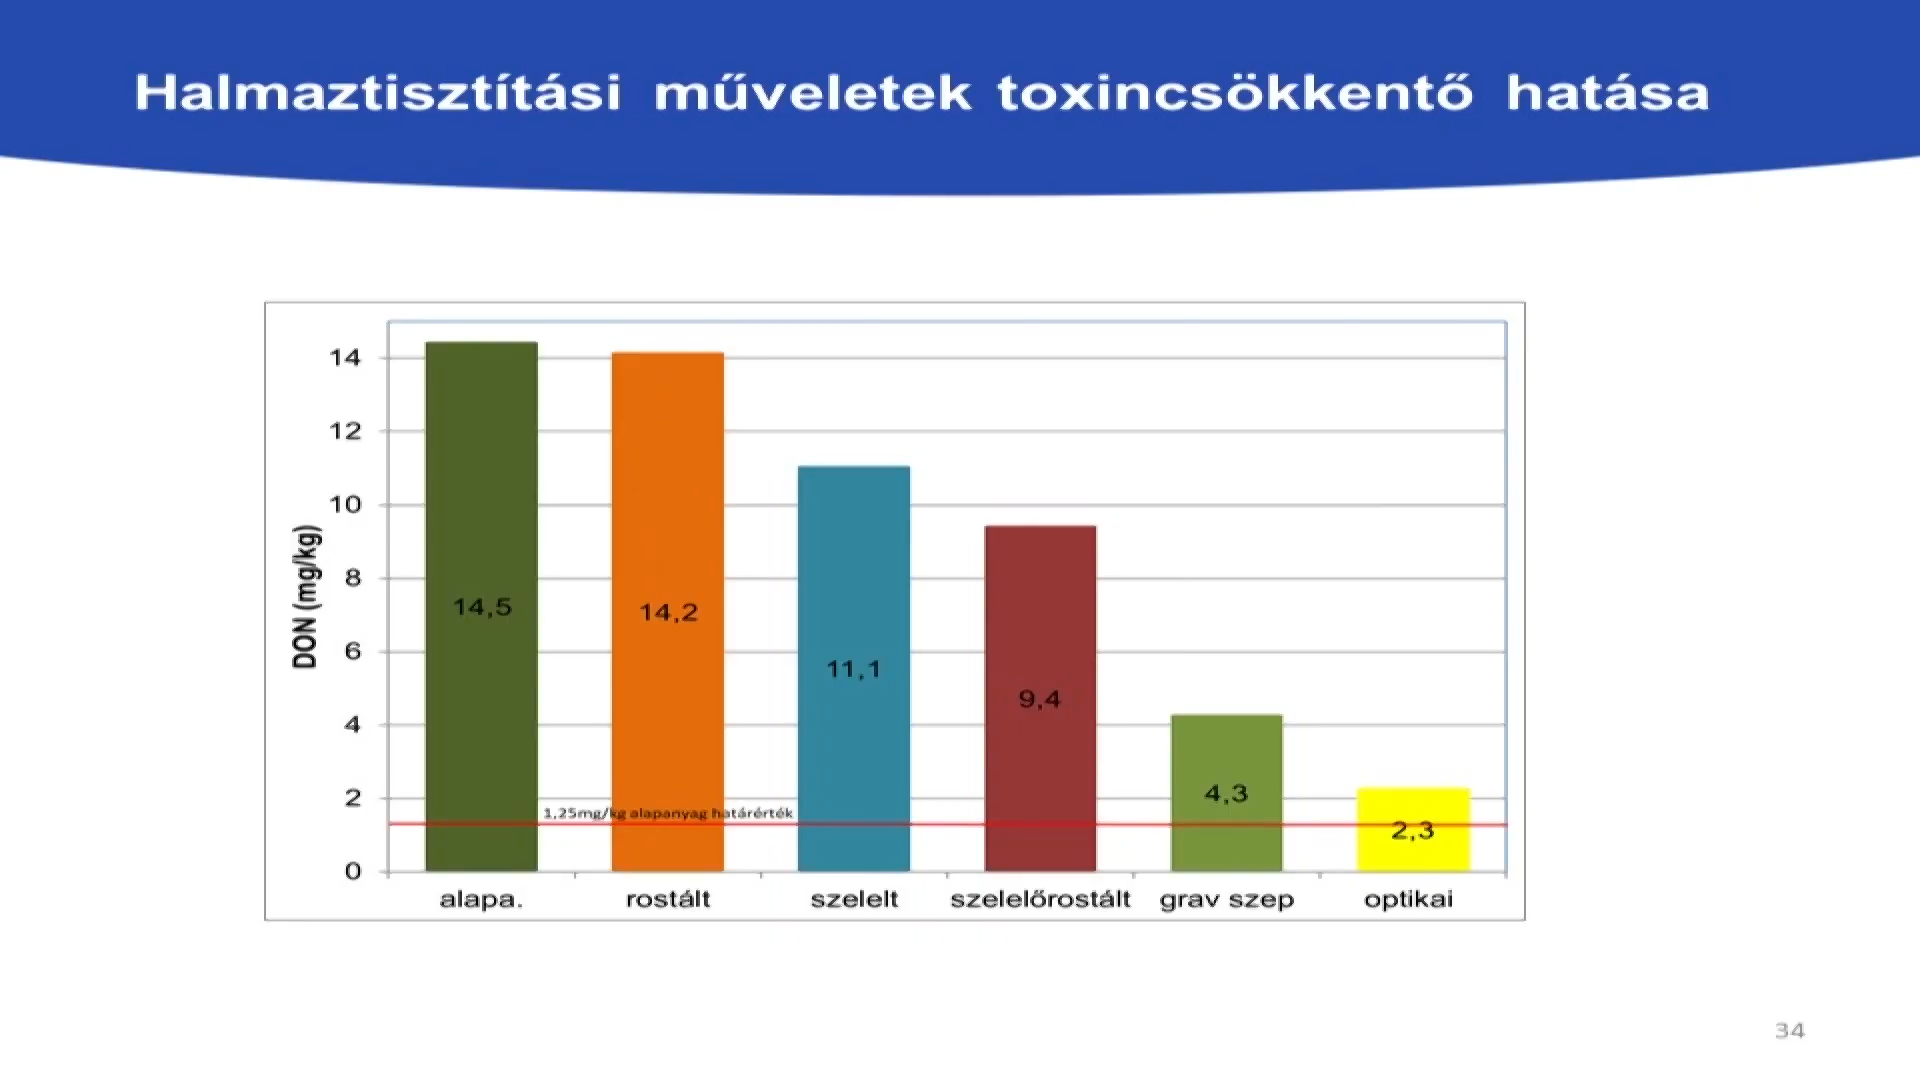 Halmaztisztítási műveletek toxincsökkentő hatása
DON (mg/kg)
14
12
10
8
6
4
2
0
14,5
14,2
11,1
9,4
4,3
2,3
1,25mg/kg alapanyag határérték
alapa.
rostált
szelelt
szelelőrostált
grav szep
optikai
34